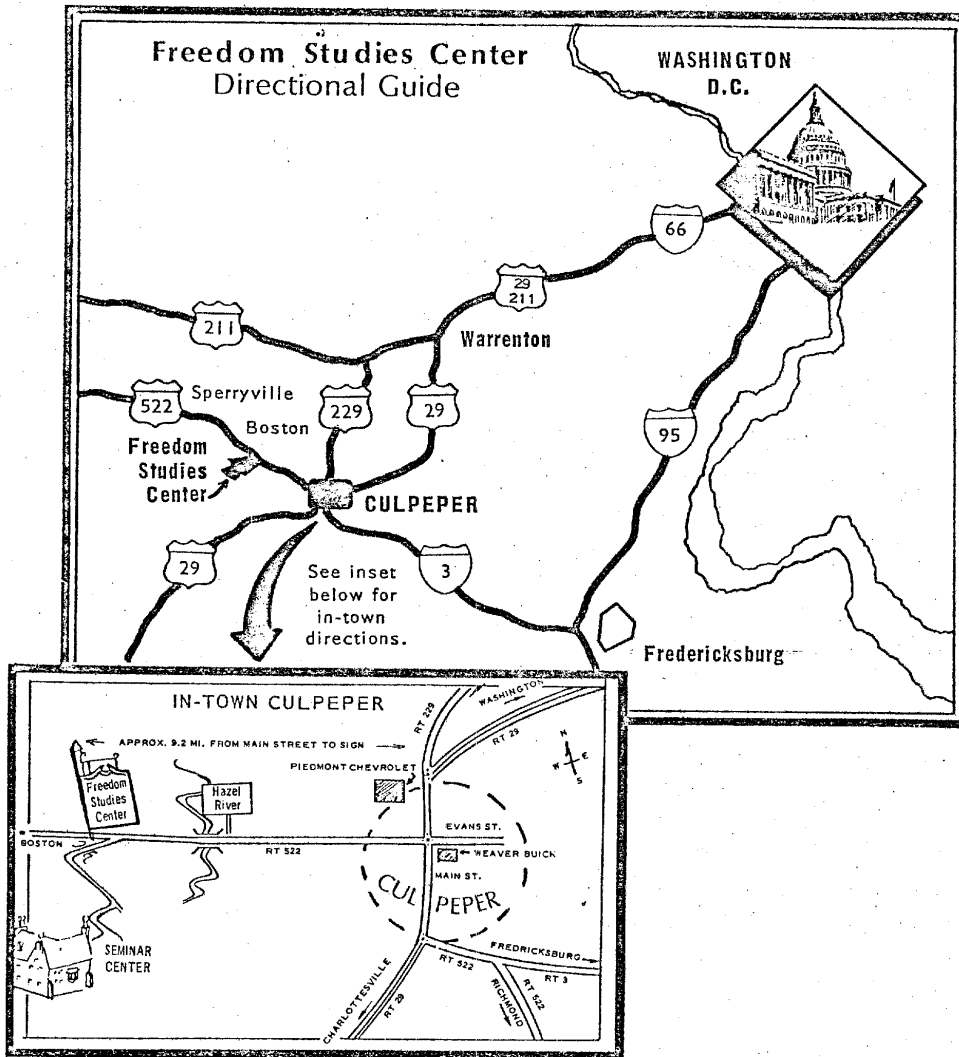 Freedom Studies Center
Directional Guide
WASHINGTON
D.C.
66
29
211
211
Warrenton
522
Sperryville
229
29
Boston
95
Freedom
Studies
Center
CULPEPER
29
3
See inset
below for
in-town
directions.
Fredericksburg
IN-TOWN CULPEPER
RT 229
WASHINGTON
RT 29
APPROX. 9.2 MI. FROM MAIN STREET TO SIGN
N
W E
S
PIEDMONT CHEVROLET
Freedom
Studies
Center
Hazel
River
EVANS ST.
BOSTON
RT 522
WEAVER BUICK
MAIN ST.
CULPEPER
SEMINAR
CENTER
FREDRICKSBURG
RT 522
RT 3
CHARLOTTESVILLE
RT 29
RICHMOND
RT 522